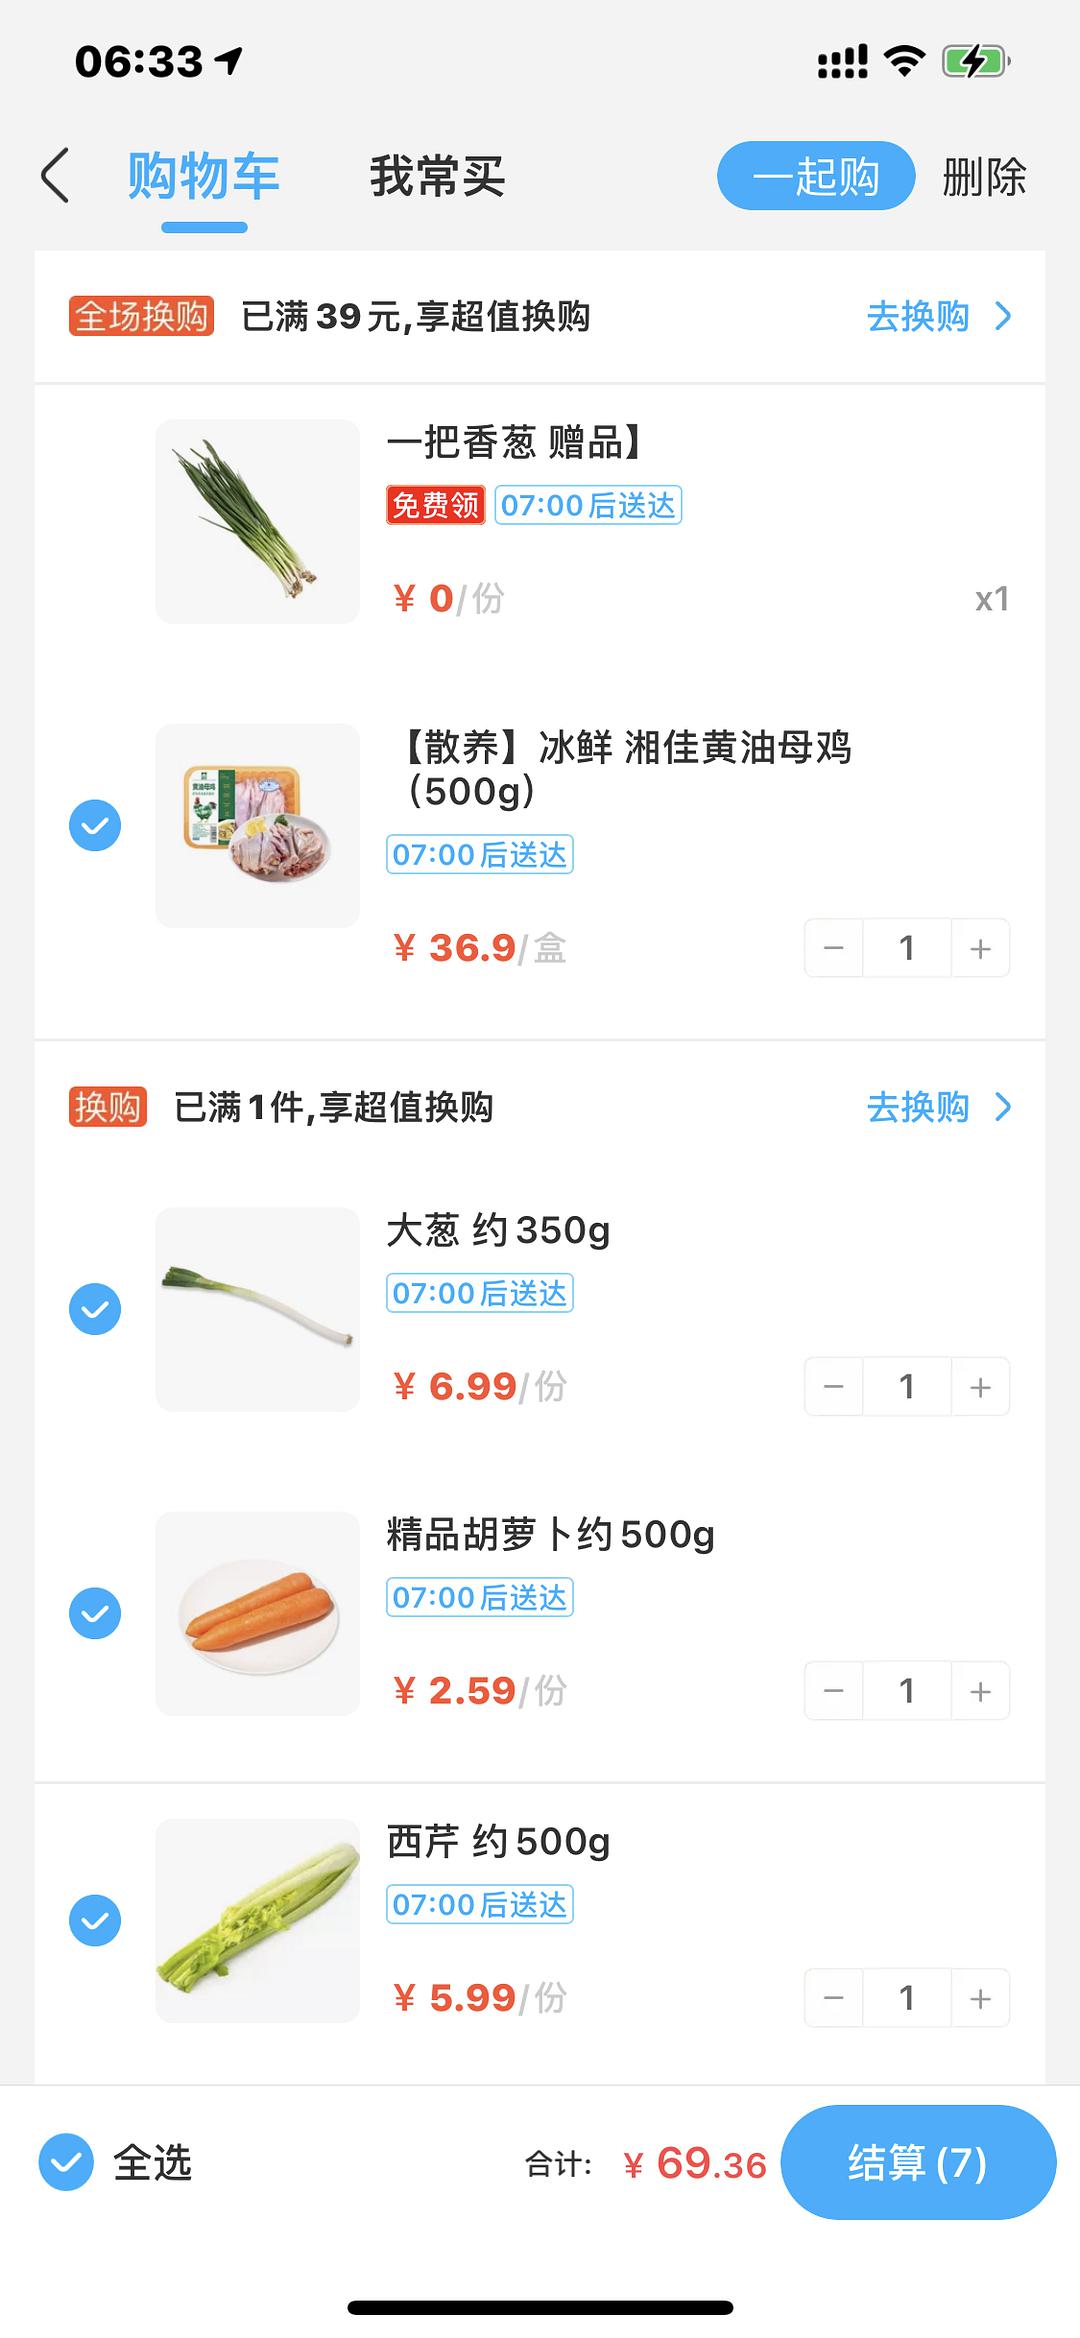 06:33
购物车 我常买 一起购 删除
全场换购 已满39元,享超值换购 去换购
一把香葱 赠品】
免费领 07:00后送达
¥ 0/份 x1
【散养】冰鲜 湘佳黄油母鸡
（500g）
07:00后送达
¥ 36.9/盒 1
换购 已满1件,享超值换购 去换购
大葱 约350g
07:00后送达
¥ 6.99/份 1
精品胡萝卜约500g
07:00后送达
¥ 2.59/份 1
西芹 约500g
07:00后送达
¥ 5.99/份 1
全选 合计: ¥ 69.36 结算(7)